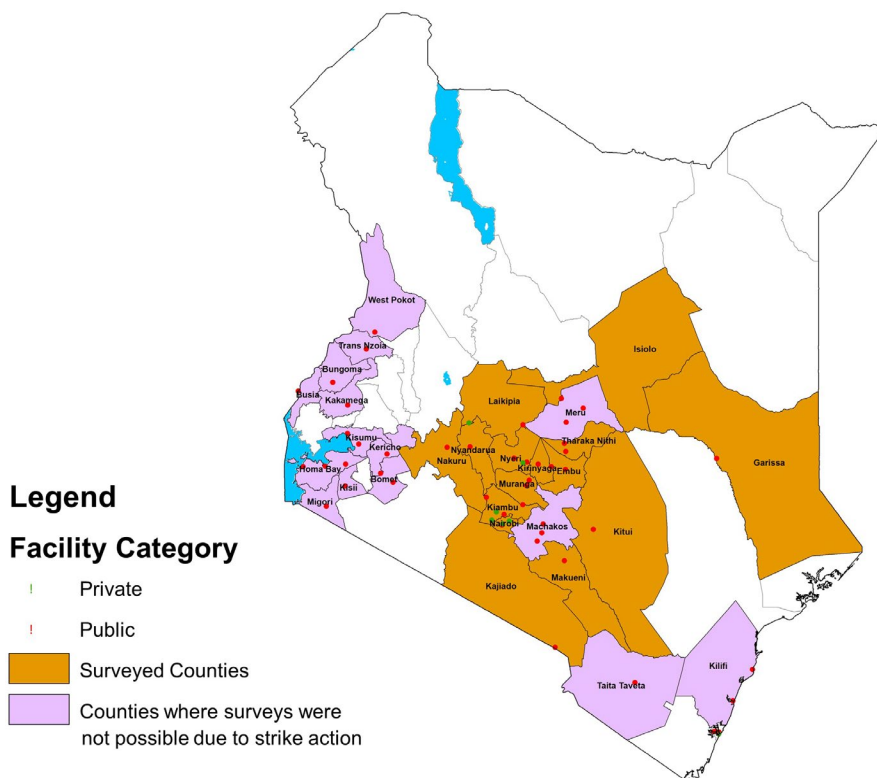 West Pokot
Trans Nzoia
Bungoma
Busia
Kakamega
Kisumu
Kericho
Homa Bay
Kisii
Bomet
Migori
Isiolo
Laikipia
Meru
Tharaka Nithi
Nyandarua
Nakuru
Nyeri
Kirinyaga
Embu
Muranga
Garissa
Kiambu
Nairobi
Machakos
Kitui
Makueni
Kajiado
Taita Taveta
Kilifi
Legend
Facility Category
! Private
! Public
Surveyed Counties
Counties where surveys were
not possible due to strike action